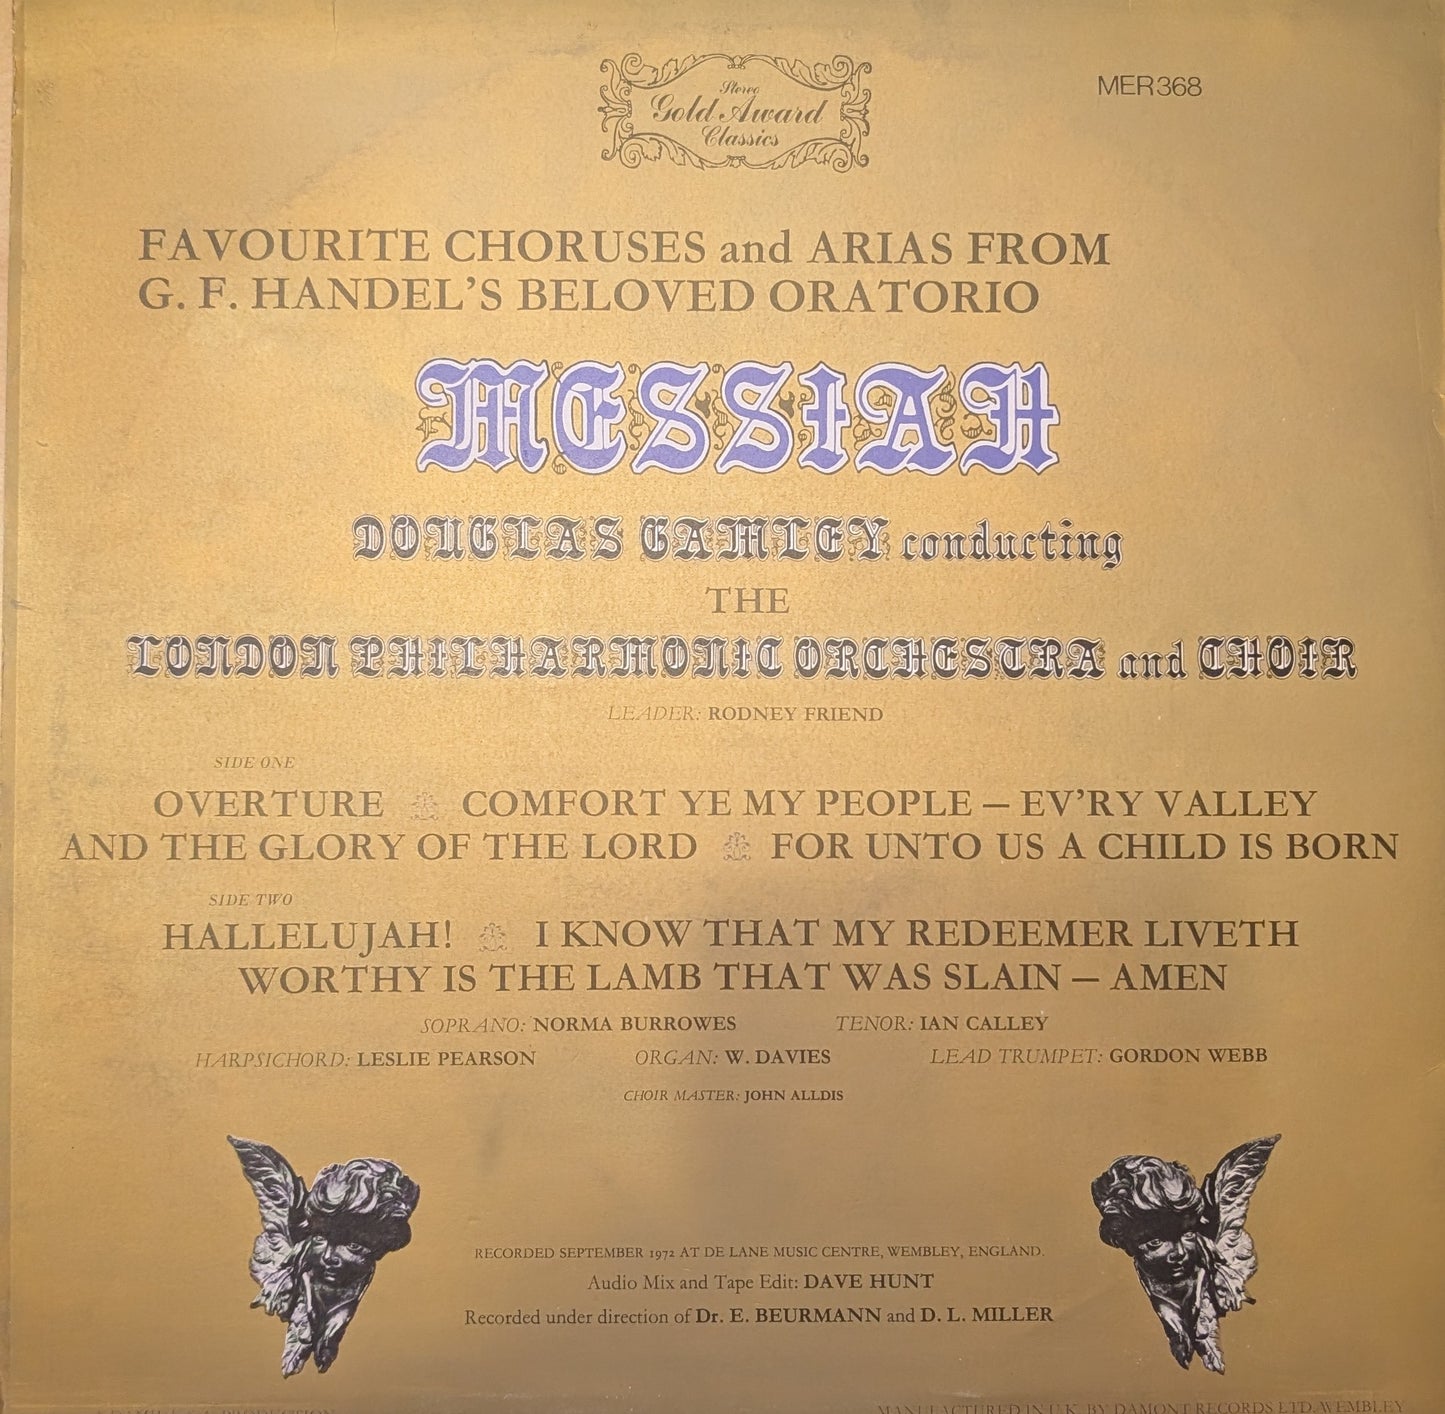 Stereo
Gold Award
Classics
MER368
FAVOURITE CHORUSES and ARIAS FROM
G. F. HANDEL'S BELOVED ORATORIO
MESSIAH
DOUGLAS GAMLEY conducting
THE
LONDON PHILHARMONIC ORCHESTRA and CHOIR
LEADER: RODNEY FRIEND
SIDE ONE
OVERTURE COMFORT YE MY PEOPLE – EV'RY VALLEY
AND THE GLORY OF THE LORD FOR UNTO US A CHILD IS BORN
SIDE TWO
HALLELUJAH! I KNOW THAT MY REDEEMER LIVETH
WORTHY IS THE LAMB THAT WAS SLAIN – AMEN
SOPRANO: NORMA BURROWES TENOR: IAN CALLEY
HARPSICHORD: LESLIE PEARSON ORGAN: W. DAVIES LEAD TRUMPET: GORDON WEBB
CHOIR MASTER: JOHN ALLDIS
RECORDED SEPTEMBER 1972 AT DE LANE MUSIC CENTRE, WEMBLEY, ENGLAND.
Audio Mix and Tape Edit: DAVE HUNT
Recorded under direction of Dr. E. BEURMANN and D. L. MILLER
PRODUCTION MANUFACTURED IN U.K. BY DAMONT RECORDS LTD. WEMBLEY